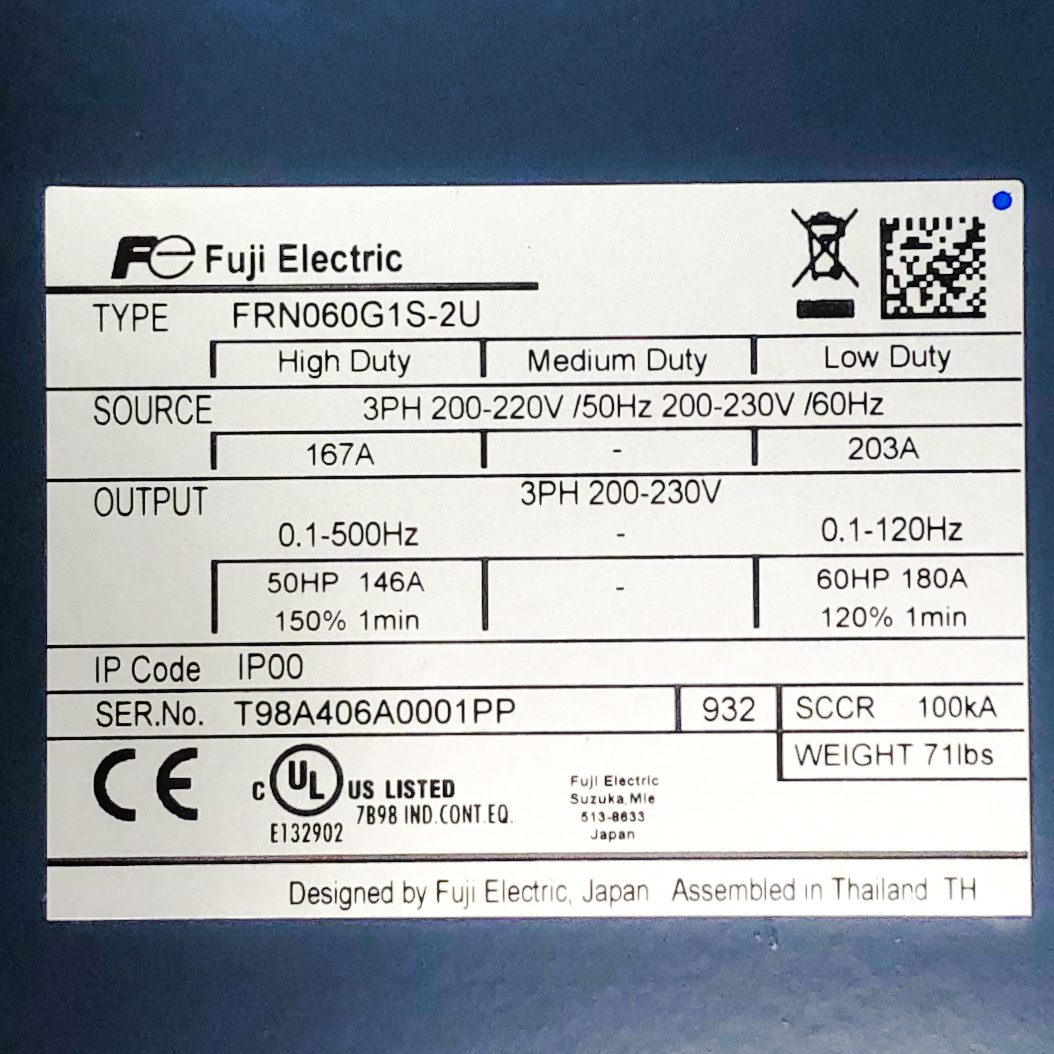 Fe Fuji Electric
TYPE FRN060G1S-2U
High Duty Medium Duty Low Duty
SOURCE 3PH 200-220V /50Hz 200-230V /60Hz
167A - 203A
OUTPUT 3PH 200-230V
0.1-500Hz - 0.1-120Hz
50HP 146A - 60HP 180A
150% 1min 120% 1min
IP Code IP00
SER.No. T98A406A0001PP 932 SCCR 100kA
WEIGHT 71lbs
CE
C UL US LISTED
7B98 IND.CONT.EQ.
E132902
Fuji Electric
Suzuka,Mie
513-8633
Japan
Designed by Fuji Electric, Japan Assembled in Thailand TH